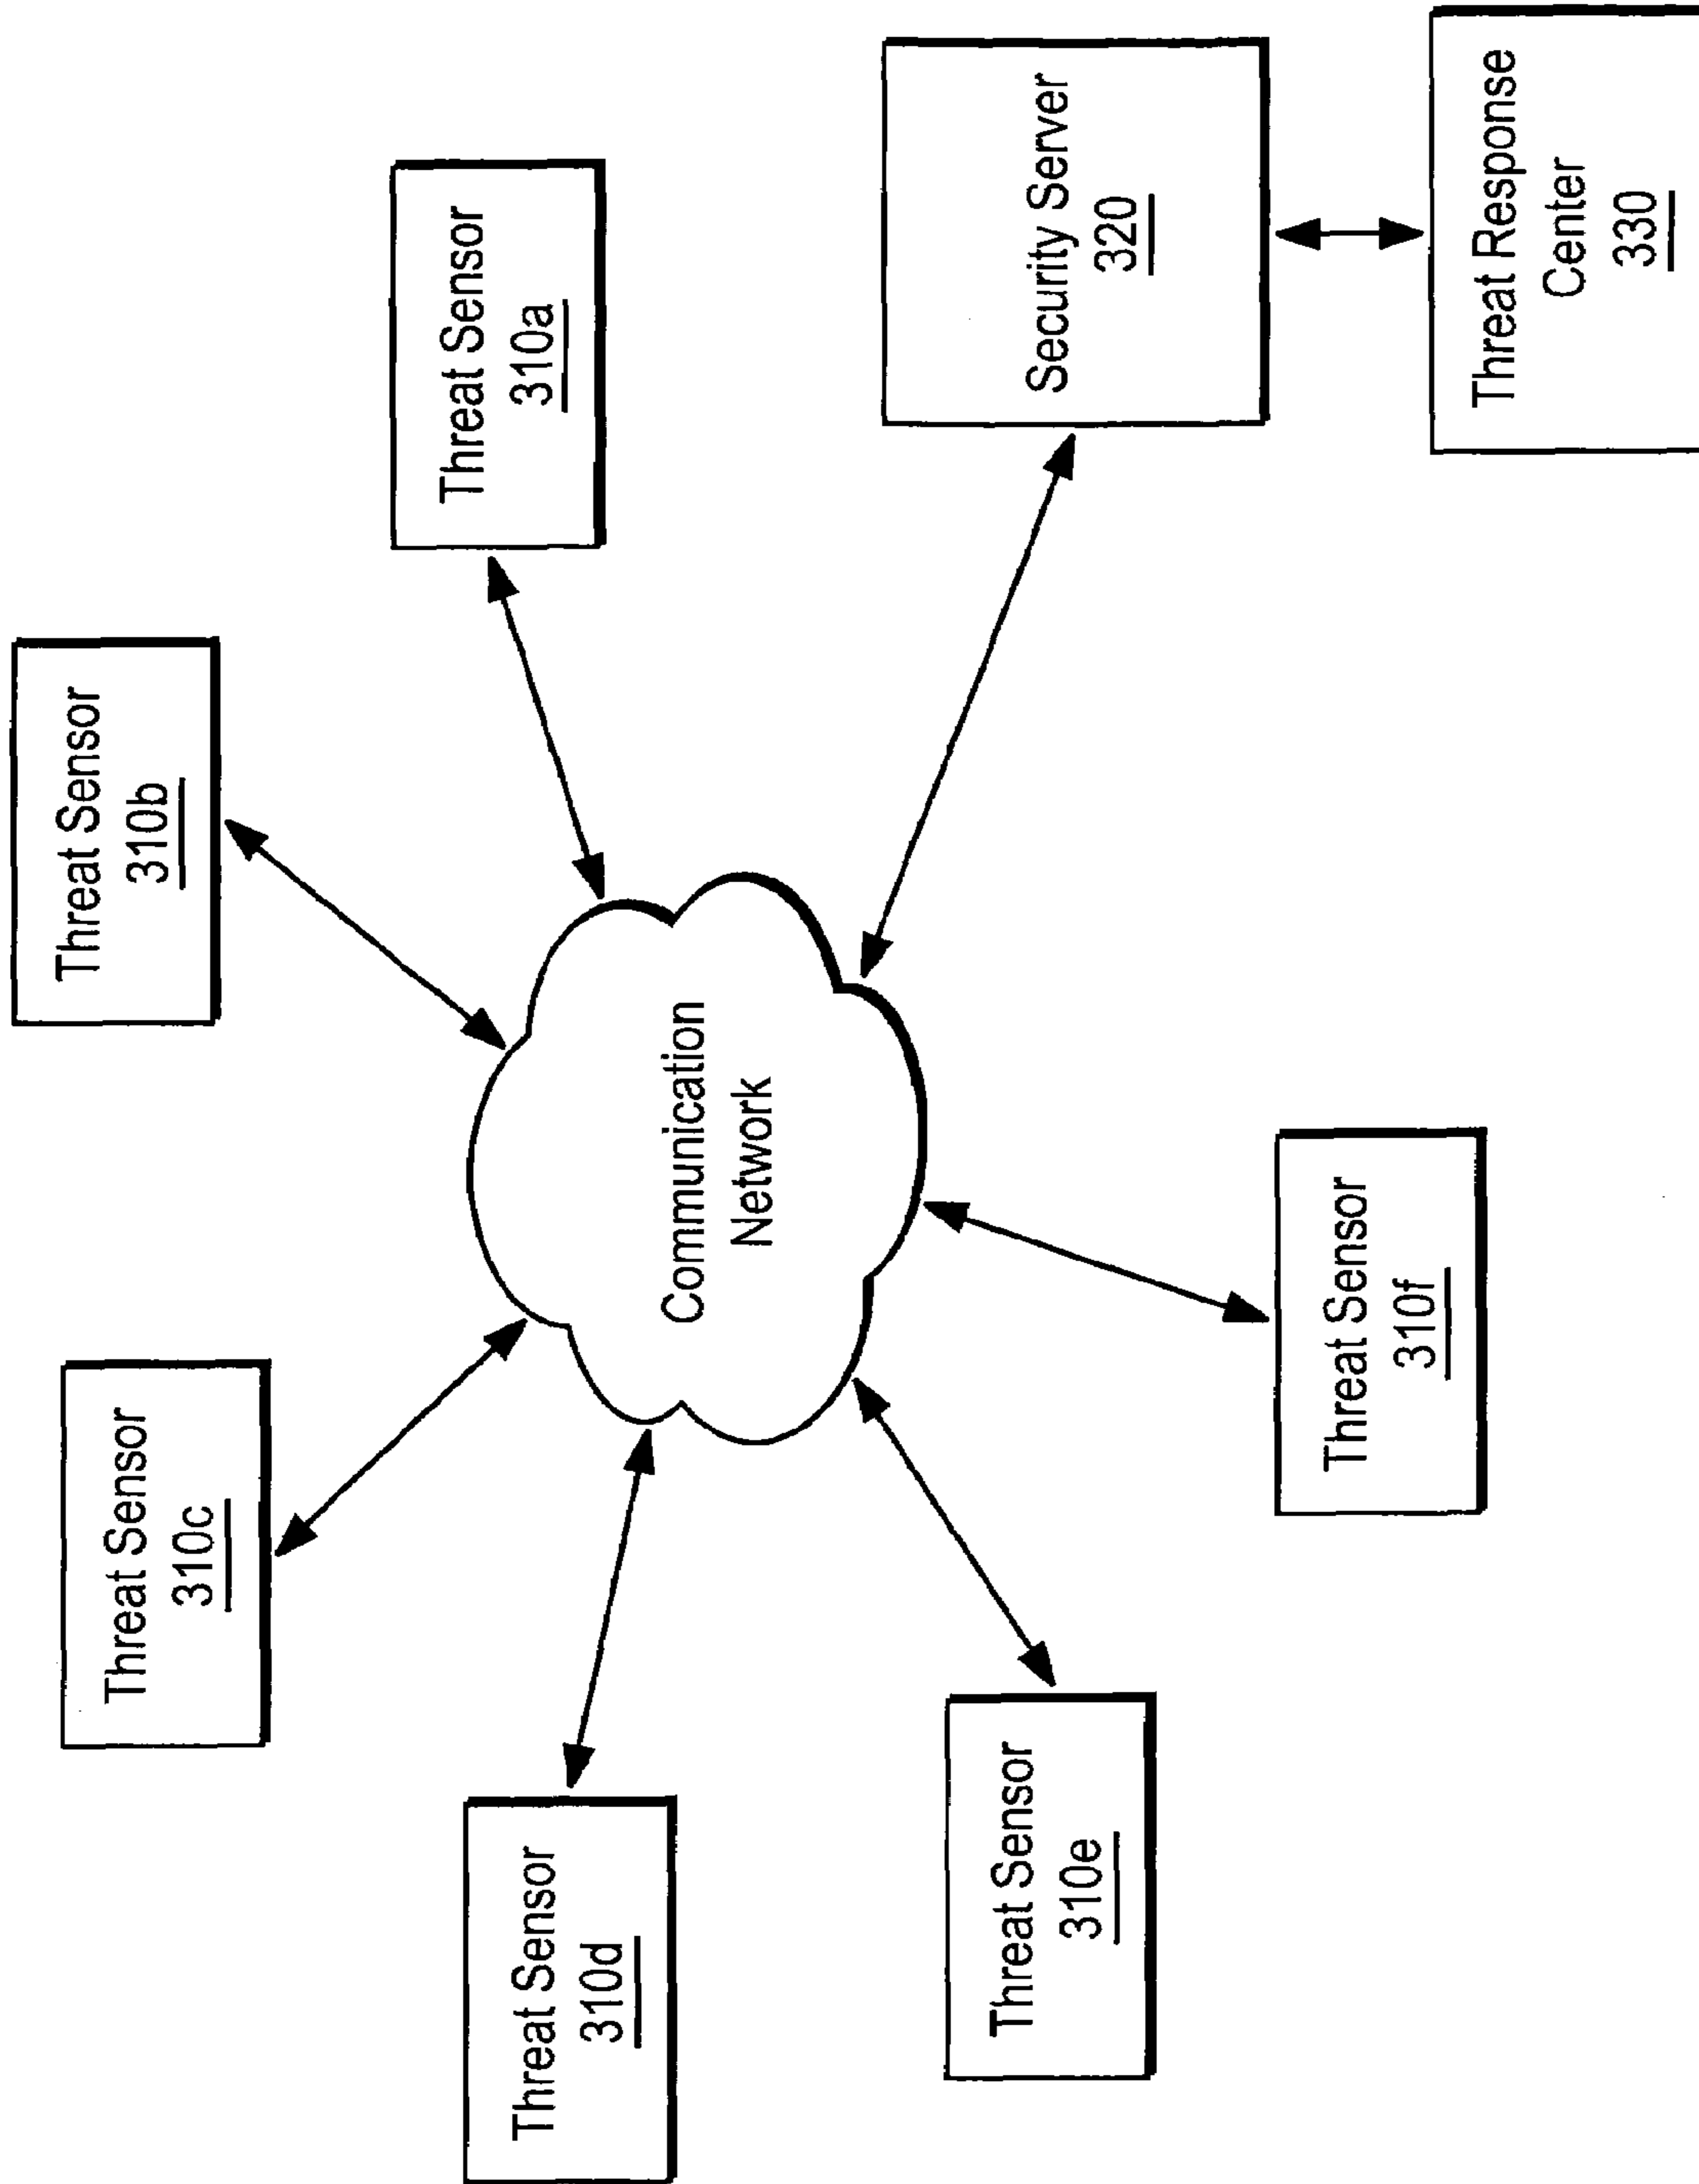 Threat Sensor
310c
Threat Sensor
310b
Threat Sensor
310d
Threat Sensor
310a
Communication
Network
Threat Sensor
310e
Security Server
320
Threat Sensor
310f
Threat Response
Center
330